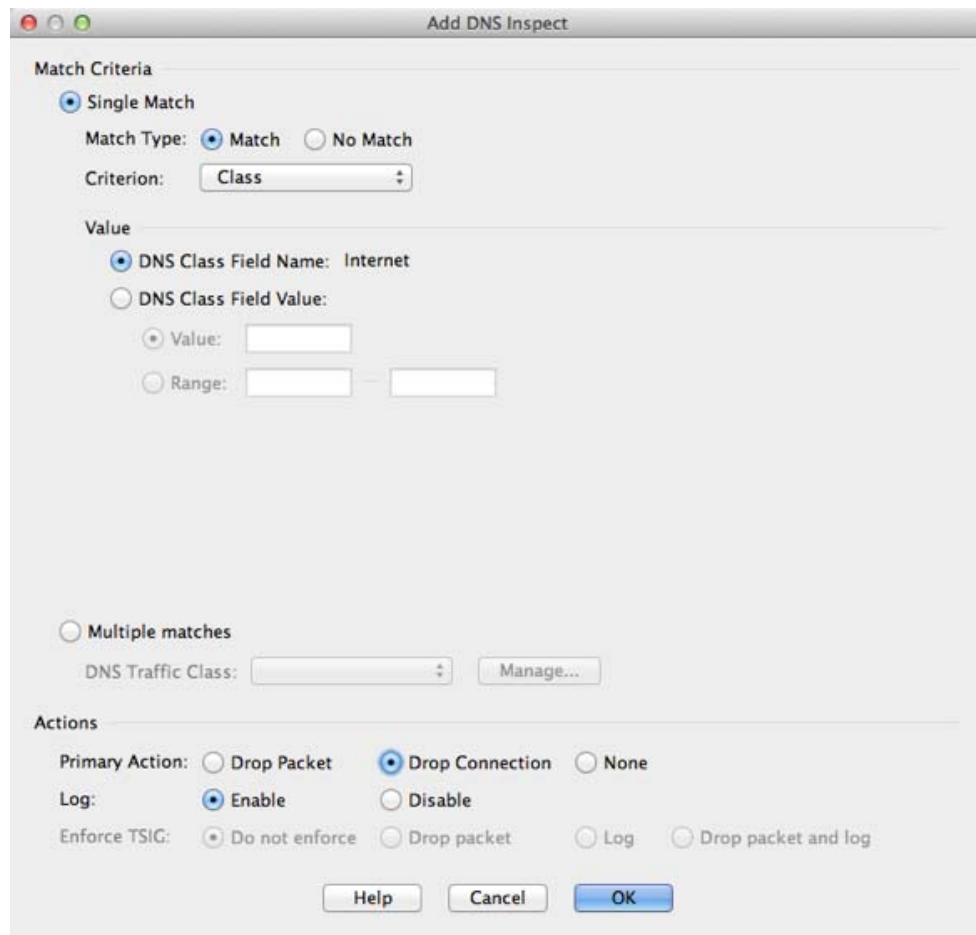 Add DNS Inspect
Match Criteria
Single Match
Match Type: Match No Match
Criterion: Class
Value
DNS Class Field Name: Internet
DNS Class Field Value:
Value:
Range: –
Multiple matches
DNS Traffic Class: Manage...
Actions
Primary Action: Drop Packet Drop Connection None
Log: Enable Disable
Enforce TSIG: Do not enforce Drop packet Log Drop packet and log
Help Cancel OK